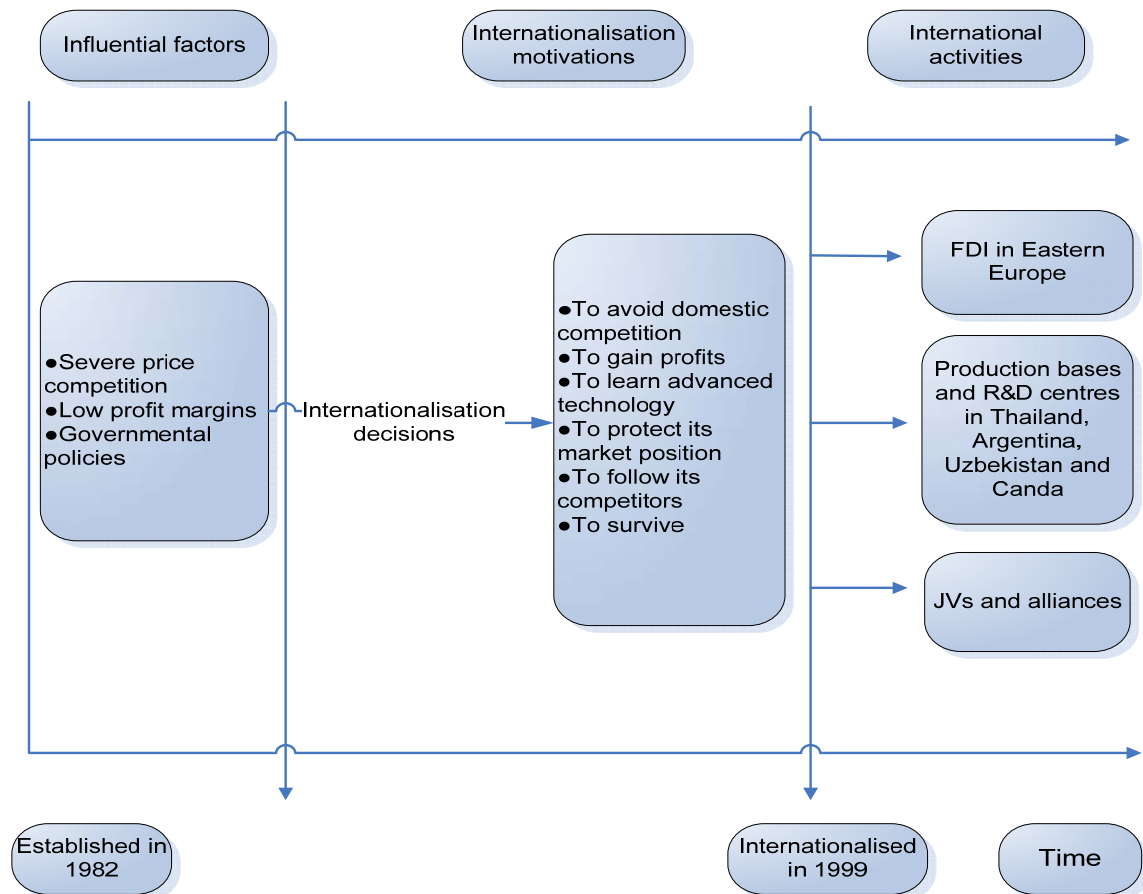 Influential factors
Internationalisation
motivations
International
activities
●Severe price
competition
●Low profit margins
●Governmental
policies
Internationalisation
decisions
●To avoid domestic
competition
●To gain profits
●To learn advanced
technology
●To protect its
market position
●To follow its
competitors
●To survive
FDI in Eastern
Europe
Production bases
and R&D centres
in Thailand,
Argentina,
Uzbekistan and
Canda
JVs and alliances
Established in
1982
Internationalised
in 1999
Time